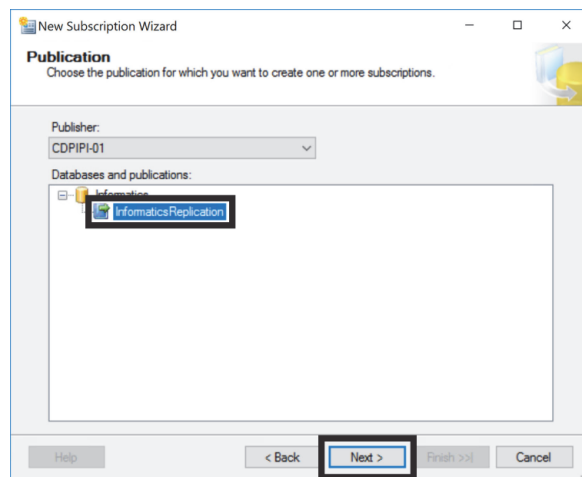 New Subscription Wizard
Publication
Choose the publication for which you want to create one or more subscriptions.
Publisher:
CDPIPI-01
Databases and publications:
Informatics
InformaticsReplication
Help
< Back
Next >
Finish >>|
Cancel